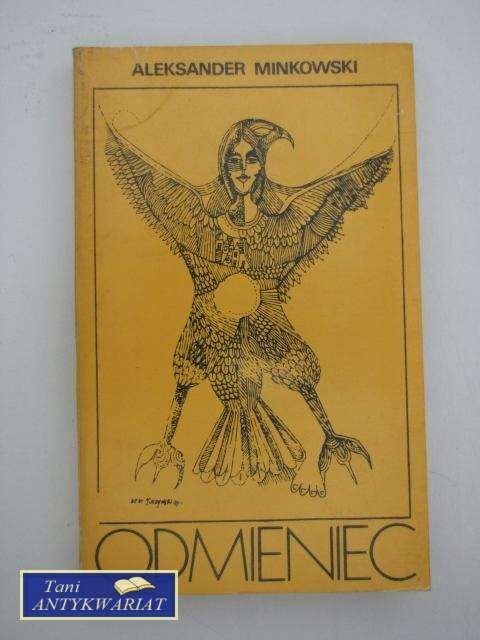 ALEKSANDER MINKOWSKI
ODMIENIEC
Tani
ANTYKWARIAT